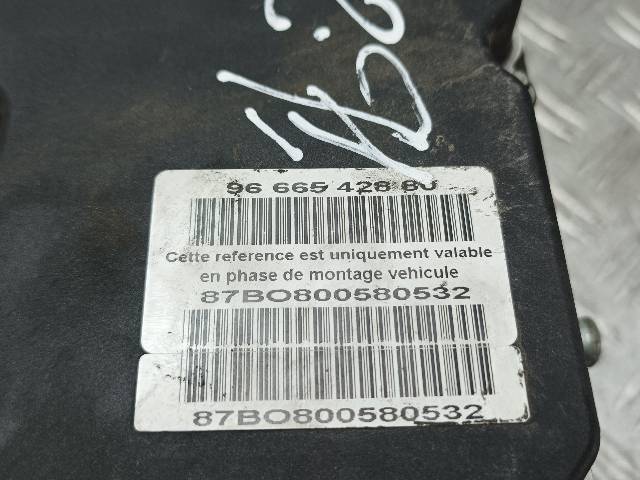 96 665 428 80
Cette reference est uniquement valable
en phase de montage vehicule
87BO800580532
87BO800580532